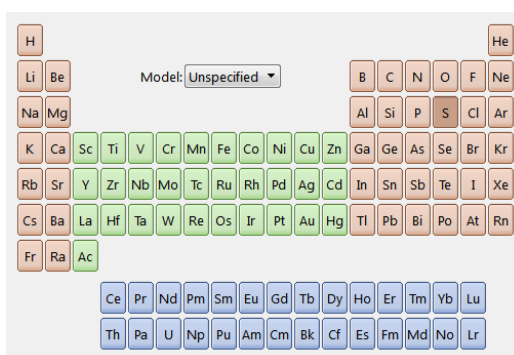 H He
Li Be Model: Unspecified B C N O F Ne
Na Mg Al Si P S Cl Ar
K Ca Sc Ti V Cr Mn Fe Co Ni Cu Zn Ga Ge As Se Br Kr
Rb Sr Y Zr Nb Mo Tc Ru Rh Pd Ag Cd In Sn Sb Te I Xe
Cs Ba La Hf Ta W Re Os Ir Pt Au Hg Tl Pb Bi Po At Rn
Fr Ra Ac
Ce Pr Nd Pm Sm Eu Gd Tb Dy Ho Er Tm Yb Lu
Th Pa U Np Pu Am Cm Bk Cf Es Fm Md No Lr